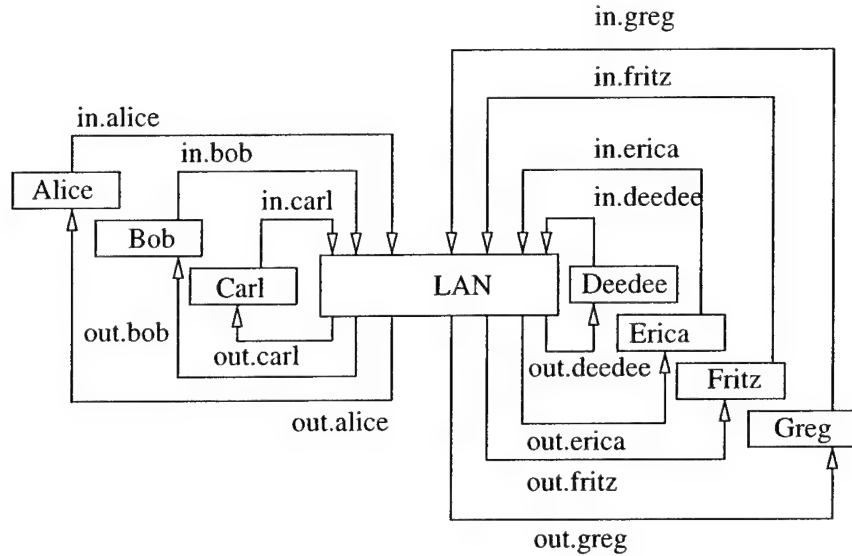 in.greg
in.fritz
in.alice
in.bob
in.erica
in.carl
in.deedee
Alice
Bob
Carl
LAN
Deedee
Erica
Fritz
Greg
out.bob
out.carl
out.deedee
out.alice
out.erica
out.fritz
out.greg